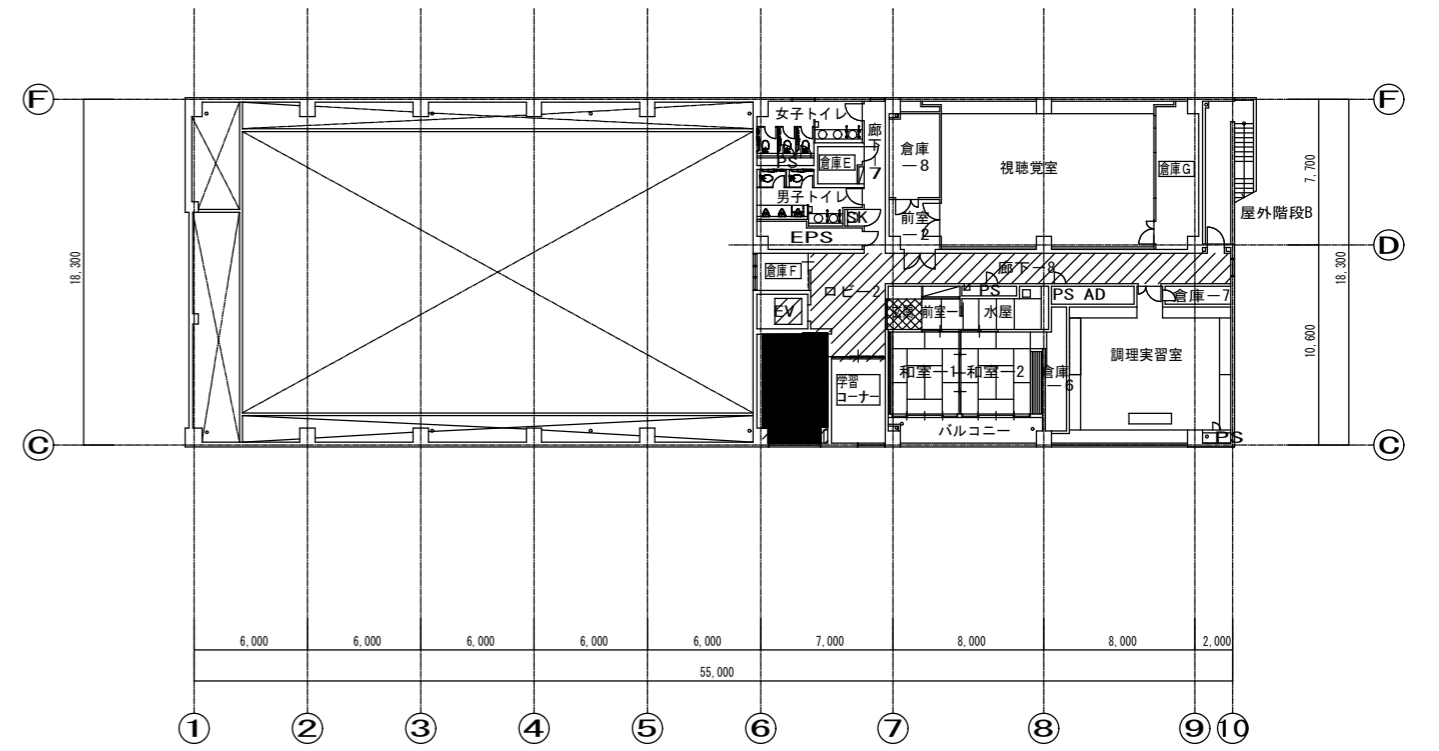 Ⓕ
Ⓕ
女子トイレ
廊下
17
倉庫
ー8
視聴覚室
倉庫G
7,700
PS
倉庫E
男子トイレ
SK
前室
ー2
屋外階段B
EPS
Ⓓ
18,300
倉庫F
廊下ー8
18,300
ロビー2
PS
PS AD
倉庫ー7
EV
前室ー1
水屋
10,600
和室ー1
和室ー2
倉庫
ー6
調理実習室
学習
コーナー
バルコニー
PS
Ⓒ
Ⓒ
6,000
6,000
6,000
6,000
6,000
7,000
8,000
8,000
2,000
55,000
①
②
③
④
⑤
⑥
⑦
⑧
⑨
⑩